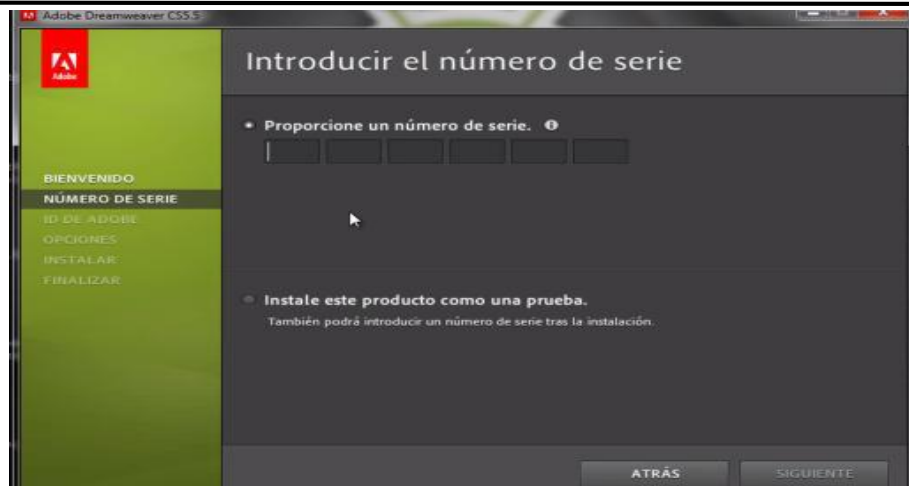 Adobe Dreamweaver CS5.5
Adobe
Introducir el número de serie
Proporcione un número de serie.
BIENVENIDO
NÚMERO DE SERIE
ID DE ADOBE
OPCIONES
INSTALAR
FINALIZAR
Instale este producto como una prueba.
También podrá introducir un número de serie tras la instalación.
ATRÁS
SIGUIENTE